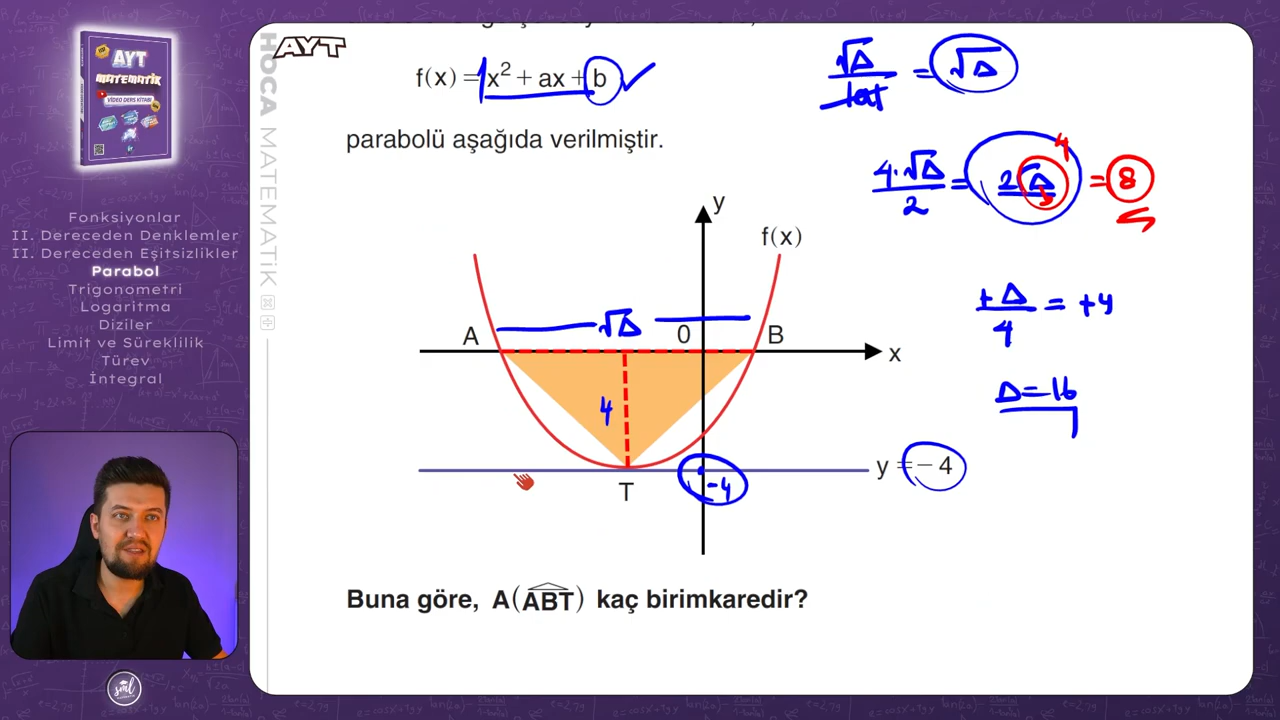 AYT
MATEMATİK
VİDEO DERS KİTABI
Fonksiyonlar
II. Dereceden Denklemler
II. Dereceden Eşitsizlikler
Parabol
Trigonometri
Logaritma
Diziler
Limit ve Süreklilik
Türev
İntegral
sml
HOCA MATEMATİK
AYT
f(x) = x² + ax + b
parabolü aşağıda verilmiştir.
√Δ / |a| = √Δ
4·√Δ / 2 = 2√Δ = 8
4
+Δ / 4 = +4
Δ = 16
y
f(x)
A √Δ 0 B
x
4
y = −4
T −4
Buna göre, A(ABT) kaç birimkaredir?